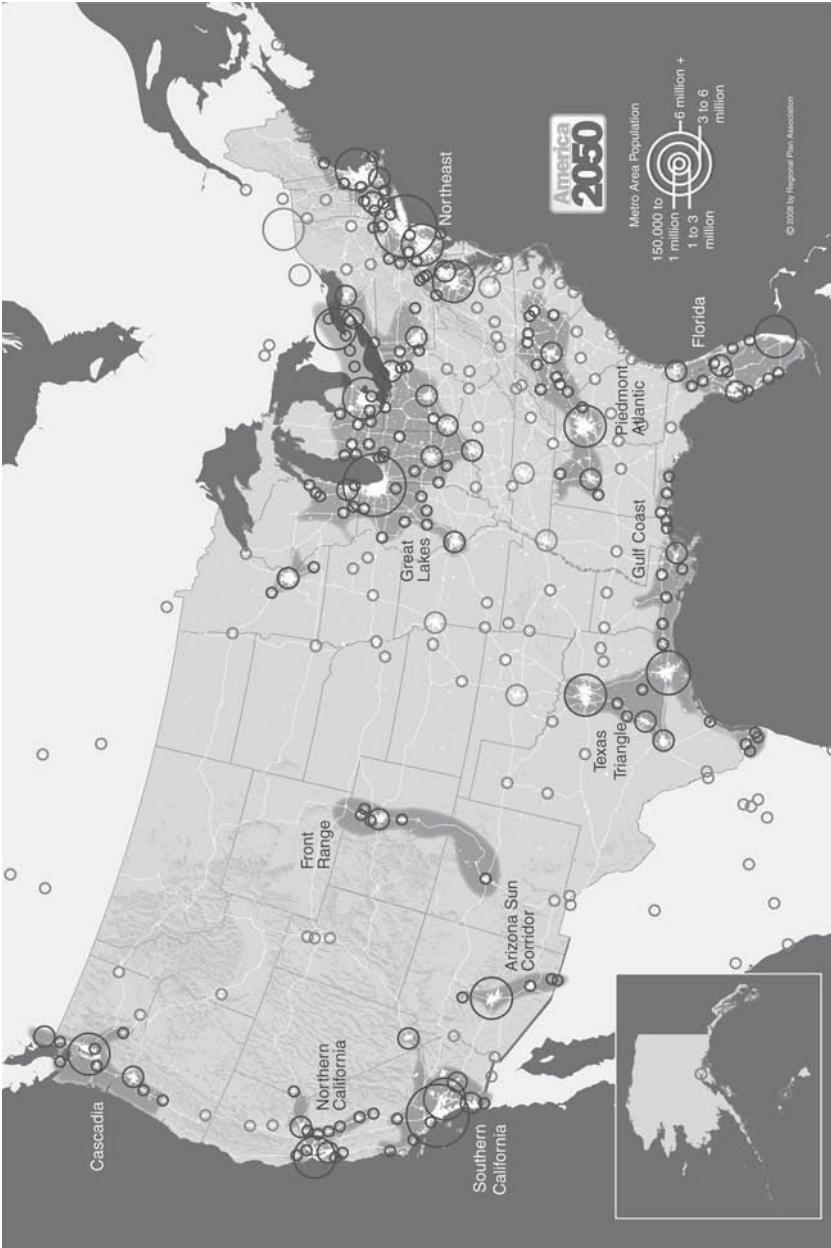 Cascadia
Northern
California
Southern
California
Arizona Sun
Corridor
Front
Range
Texas
Triangle
Gulf Coast
Great
Lakes
Piedmont
Atlantic
Florida
Northeast
America
2050
Metro Area Population
150,000 to
1 million
1 to 3
million
6 million +
3 to 6
million
© 2008 by Regional Plan Association